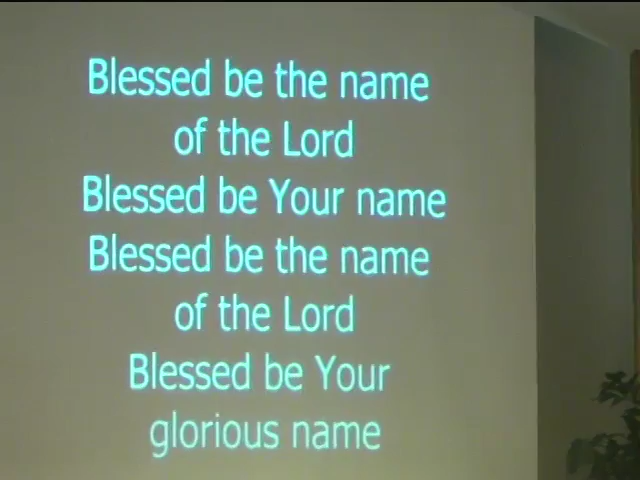 Blessed be the name
of the Lord
Blessed be Your name
Blessed be the name
of the Lord
Blessed be Your
glorious name